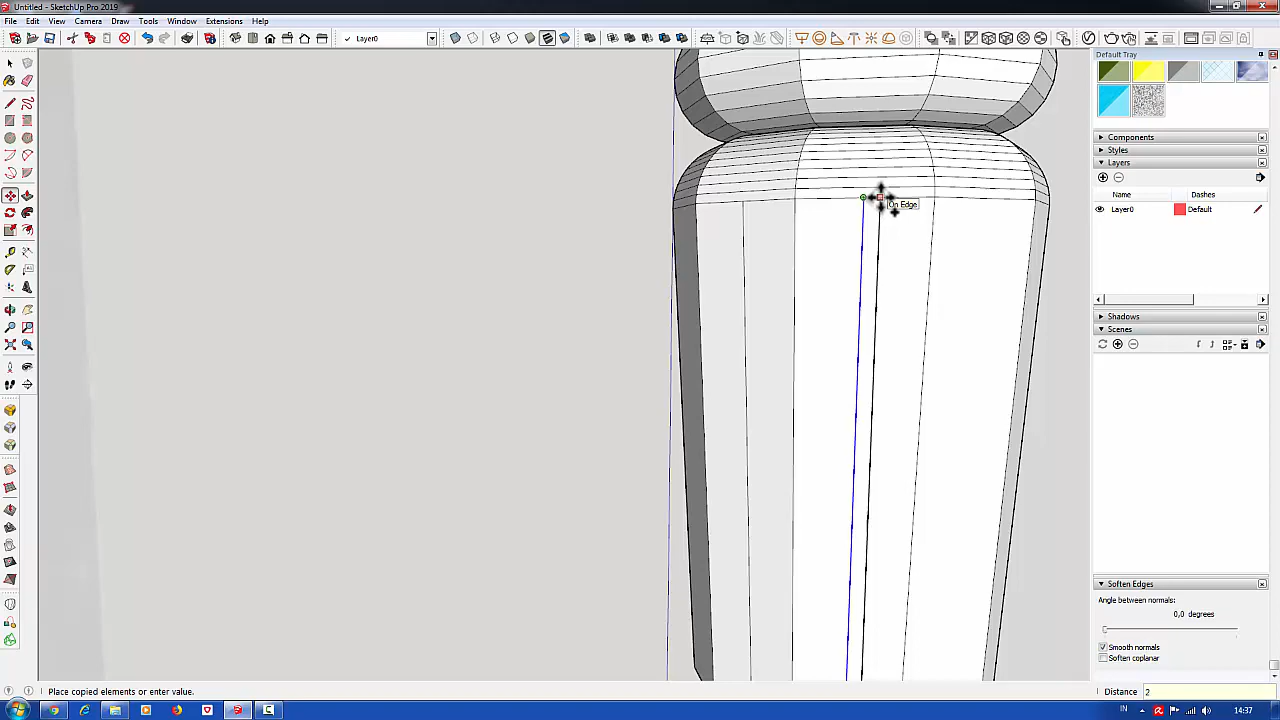 Untitled - SketchUp Pro 2019
File Edit View Camera Draw Tools Window Extensions Help
Layer0
Default Tray
Components
Styles
Layers
Name Dashes
Layer0 Default
On Edge
Shadows
Scenes
Soften Edges
Angle between normals:
0,0 degrees
Smooth normals
Soften coplanar
Place copied elements or enter value.
Distance 2
IN 14:37